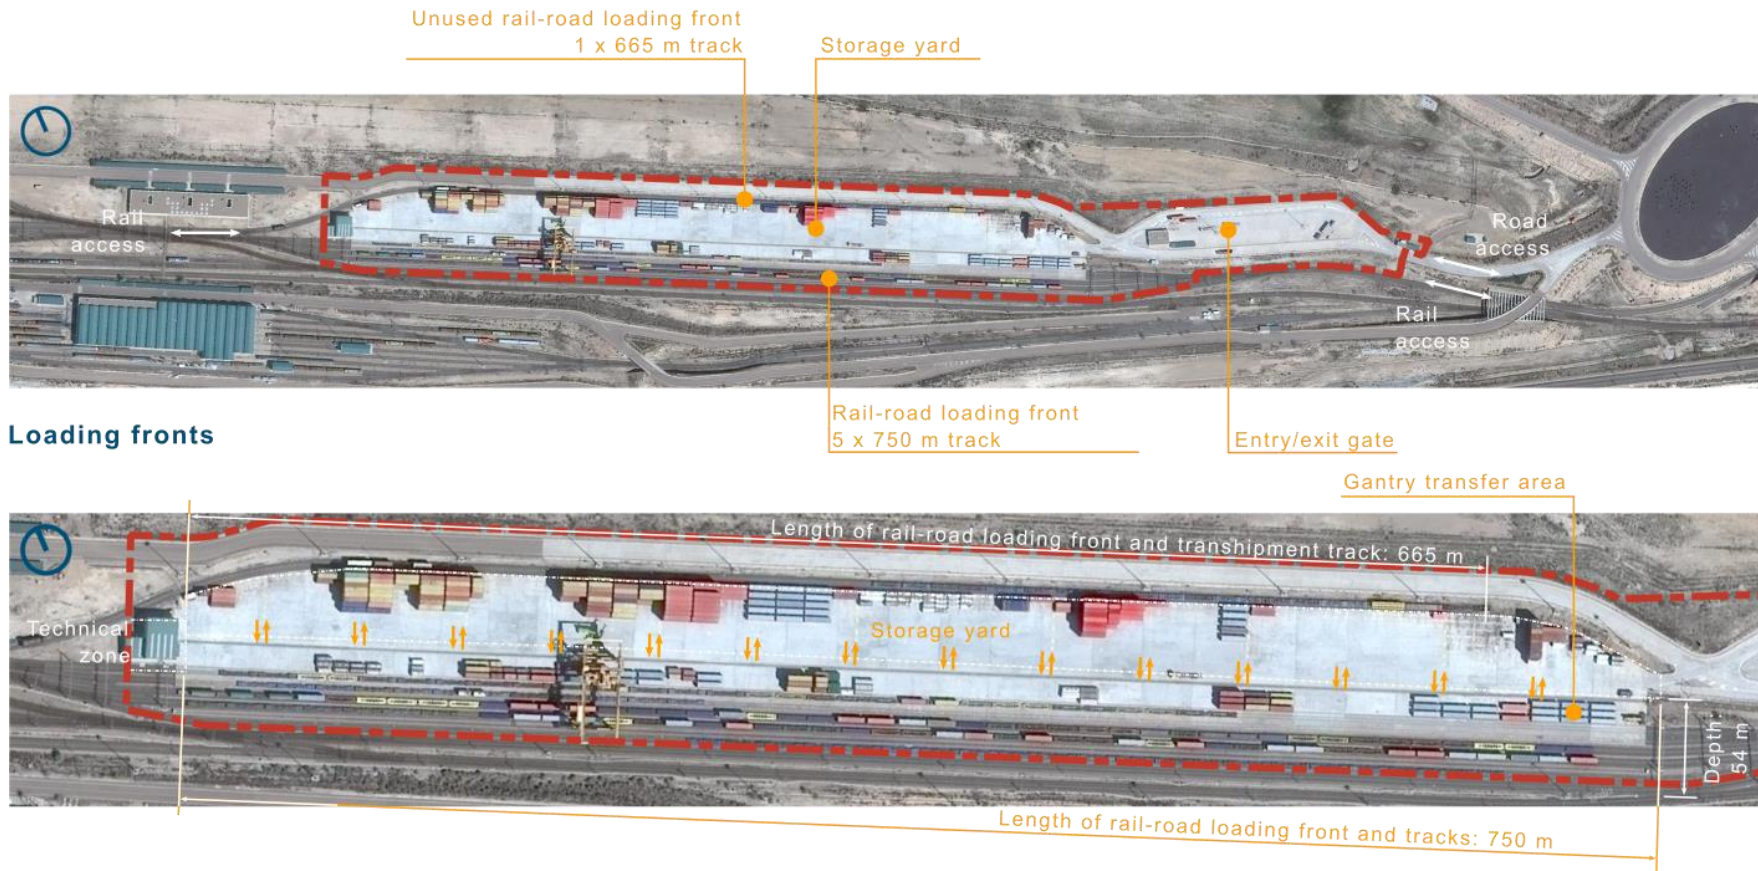 Unused rail-road loading front
1 x 665 m track
Storage yard
Rail
access
Road
access
Rail
access
Rail-road loading front
5 x 750 m track
Entry/exit gate
Loading fronts
Gantry transfer area
Length of rail-road loading front and transhipment track: 665 m
Technical
zone
Storage yard
Depth:
54 m
Length of rail-road loading front and tracks: 750 m